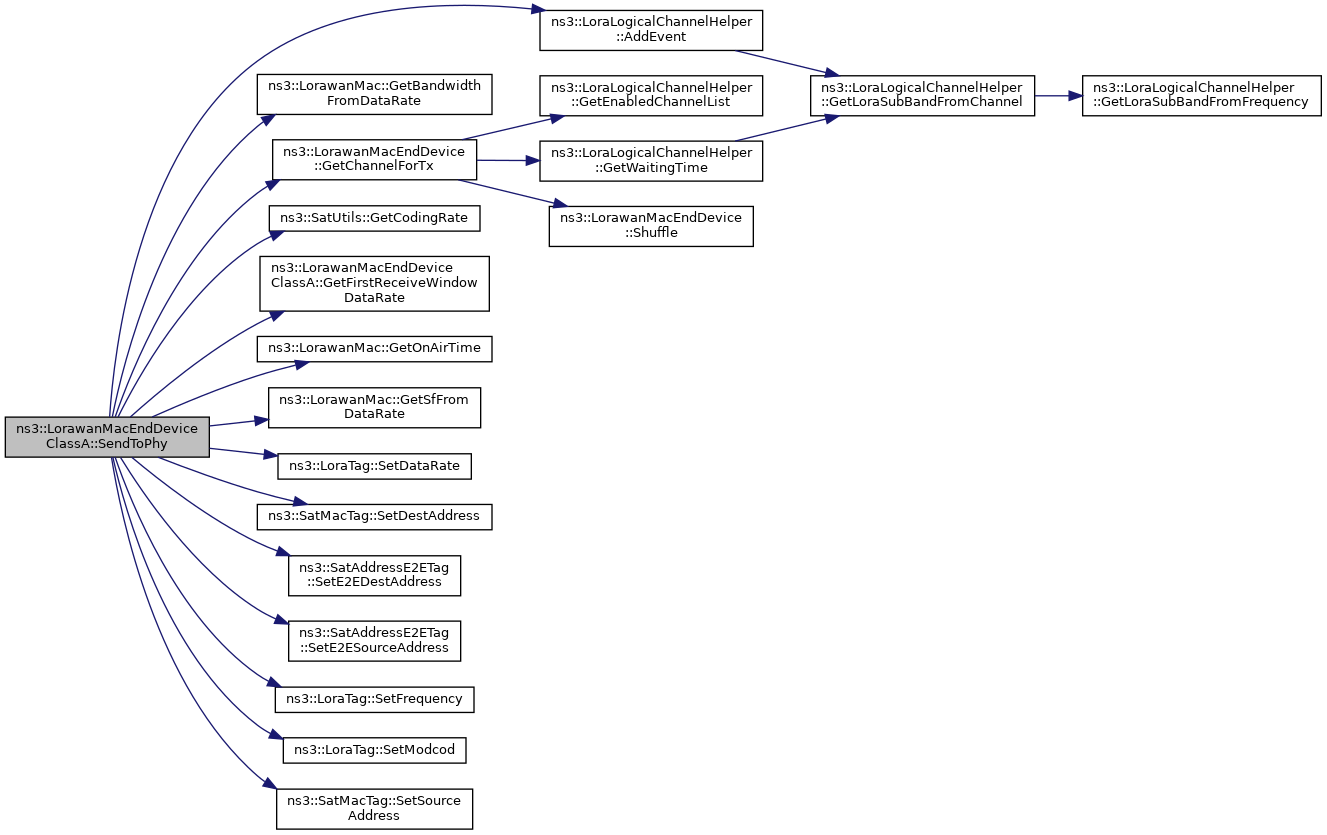 ns3::LorawanMacEndDevice
ClassA::SendToPhy
ns3::LoraLogicalChannelHelper
::AddEvent
ns3::LorawanMac::GetBandwidth
FromDataRate
ns3::LorawanMacEndDevice
::GetChannelForTx
ns3::SatUtils::GetCodingRate
ns3::LorawanMacEndDevice
ClassA::GetFirstReceiveWindow
DataRate
ns3::LorawanMac::GetOnAirTime
ns3::LorawanMac::GetSfFrom
DataRate
ns3::LoraTag::SetDataRate
ns3::SatMacTag::SetDestAddress
ns3::SatAddressE2ETag
::SetE2EDestAddress
ns3::SatAddressE2ETag
::SetE2ESourceAddress
ns3::LoraTag::SetFrequency
ns3::LoraTag::SetModcod
ns3::SatMacTag::SetSource
Address
ns3::LoraLogicalChannelHelper
::GetEnabledChannelList
ns3::LoraLogicalChannelHelper
::GetWaitingTime
ns3::LorawanMacEndDevice
::Shuffle
ns3::LoraLogicalChannelHelper
::GetLoraSubBandFromChannel
ns3::LoraLogicalChannelHelper
::GetLoraSubBandFromFrequency